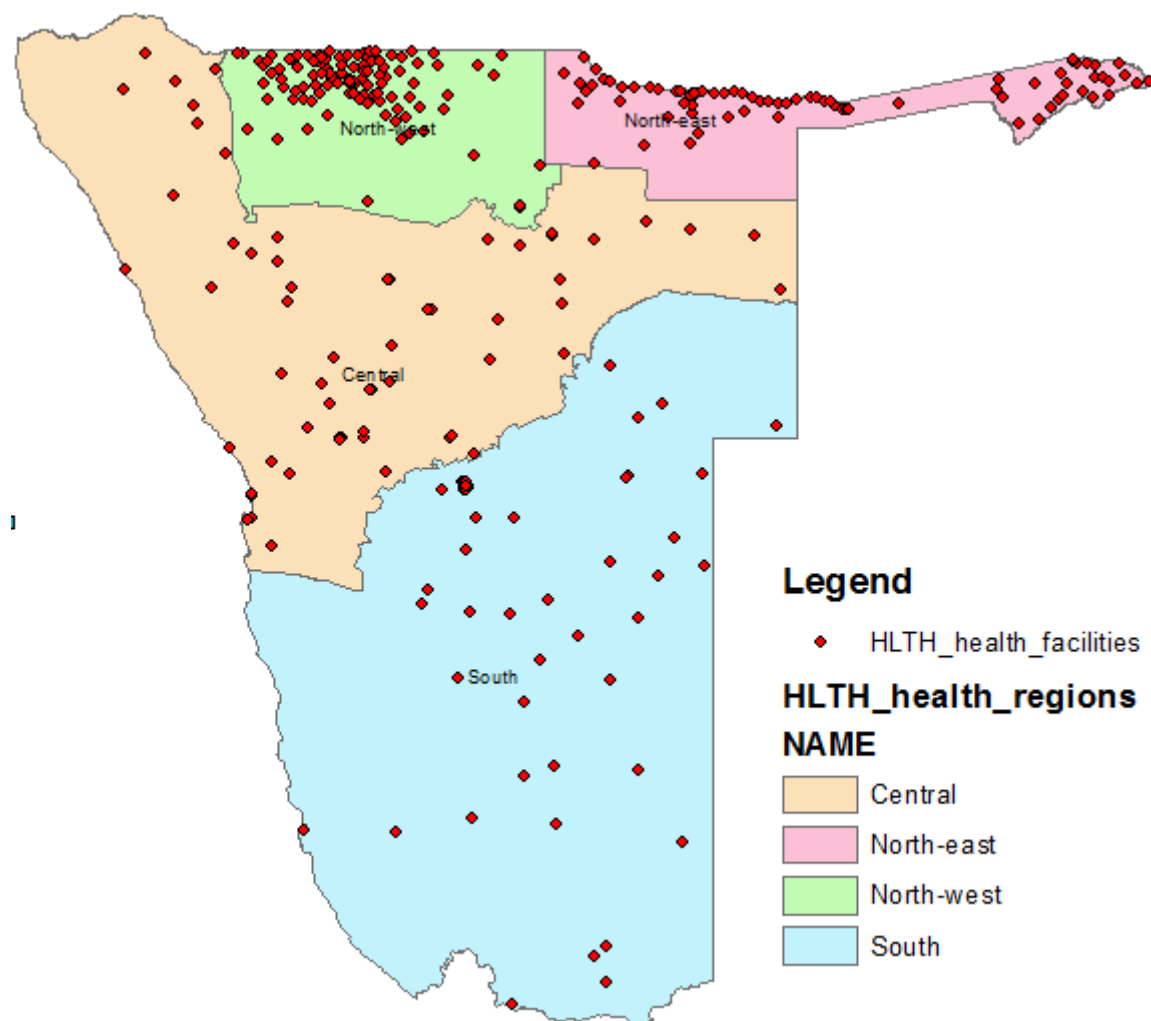 North-west
North-east
Central
South
Legend
HLTH_health_facilities
HLTH_health_regions
NAME
Central
North-east
North-west
South